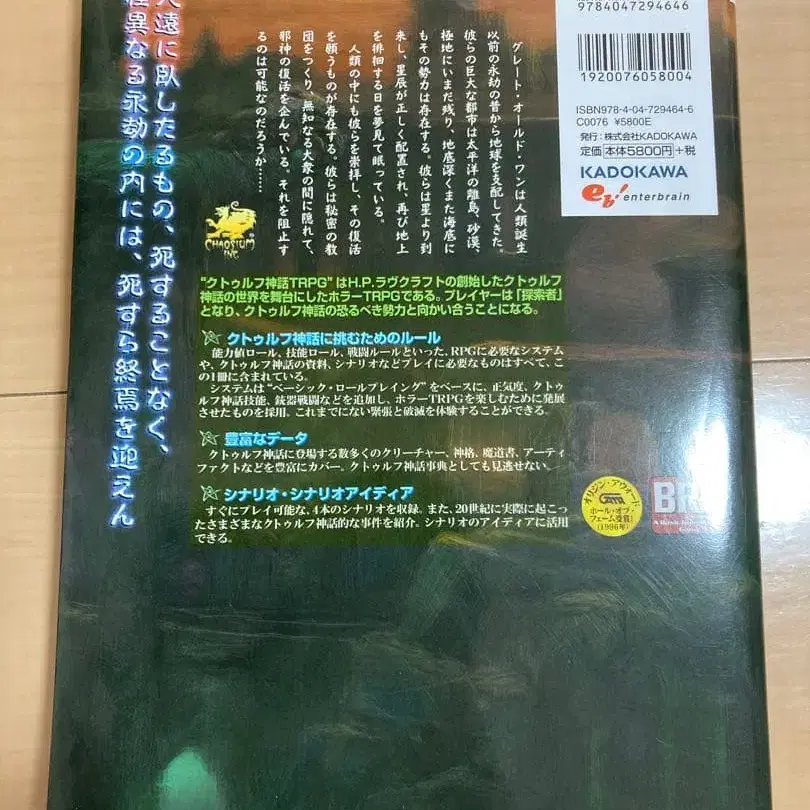 久遠に臥したるもの、死することなく、
怪異なる永劫の内には、死すら終焉を迎えん
グレート・オールド・ワンは人類誕生
以前の永劫の昔から地球を支配してきた。
彼らの巨大な都市は太平洋の離島、砂漠、
極地にいまだ残り、地底深くまた海底に
もその勢力は存在する。彼らは星より到
来し、星辰が正しく配置され、再び地上
を徘徊する日を夢見て眠っている。
人類の中にも彼らを崇拝し、その復活
を願うものが存在する。彼らは秘密の教
団をつくり、無知なる大衆の間に隠れて、
邪神の復活を企んでいる。それを阻止す
るのは可能なのだろうか……
CHAOSIUM
INC.
9784047294646
1920076058004
ISBN978-4-04-729464-6
C0076 ¥5800E
発行：株式会社KADOKAWA
定価 本体5800円 +税
KADOKAWA
eb! enterbrain
“クトゥルフ神話TRPG”はH.P.ラヴクラフトの創始したクトゥルフ
神話の世界を舞台にしたホラーTRPGである。プレイヤーは「探索者」
となり、クトゥルフ神話の恐るべき勢力と向かい合うことになる。
クトゥルフ神話に挑むためのルール
能力値ロール、技能ロール、戦闘ルールといった、RPGに必要なシステム
や、クトゥルフ神話の資料、シナリオなどプレイに必要なものはすべて、こ
の1冊に含まれている。
システムは“ベーシック・ロールプレイング”をベースに、正気度、クトゥ
ルフ神話技能、銃器戦闘などを追加し、ホラーTRPGを楽しむために発展
させたものを採用。これまでにない緊張と破滅を体験することができる。
豊富なデータ
クトゥルフ神話に登場する数多くのクリーチャー、神格、魔道書、アーティ
ファクトなどを豊富にカバー。クトゥルフ神話事典としても見逃せない。
シナリオ・シナリオアイディア
すぐにプレイ可能な、4本のシナリオを収録。また、20世紀に実際に起こっ
たさまざまなクトゥルフ神話的な事件を紹介。シナリオのアイディアに活用
できる。
オリジン・アウォード
GAMA
ホール・オブ・
フェーム受賞！
(1996年)
BR